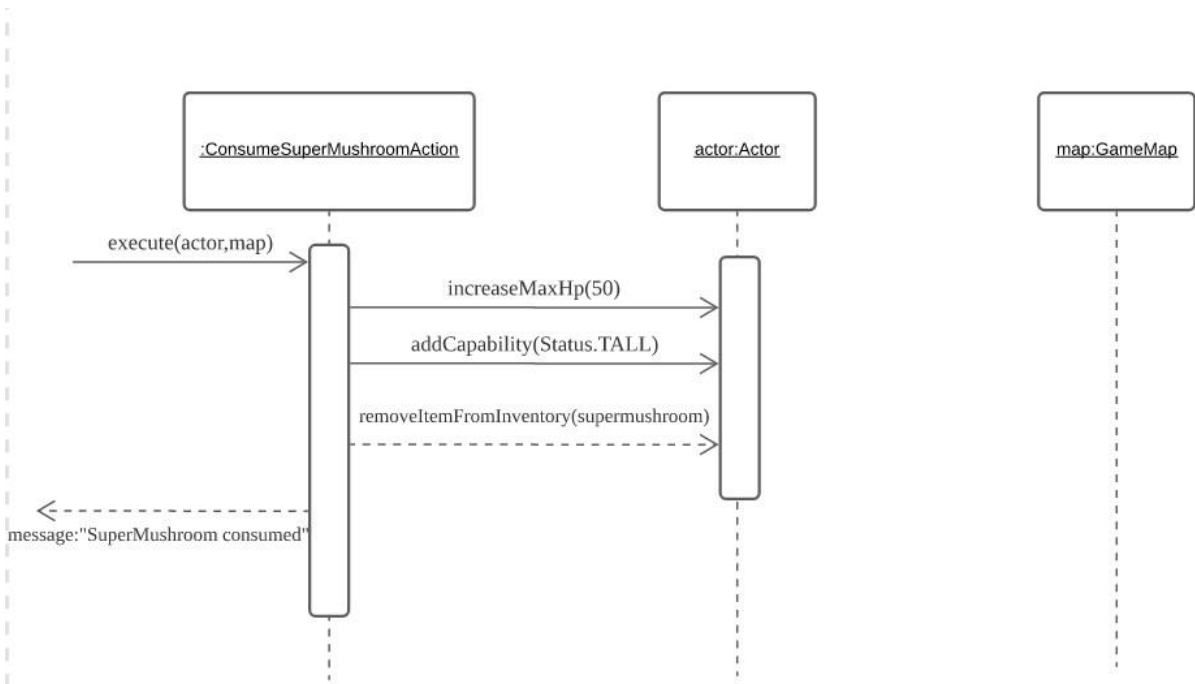 :ConsumeSuperMushroomAction
actor:Actor
map:GameMap
execute(actor,map)
increaseMaxHp(50)
addCapability(Status.TALL)
removeItemFromInventory(supermushroom)
message:"SuperMushroom consumed"